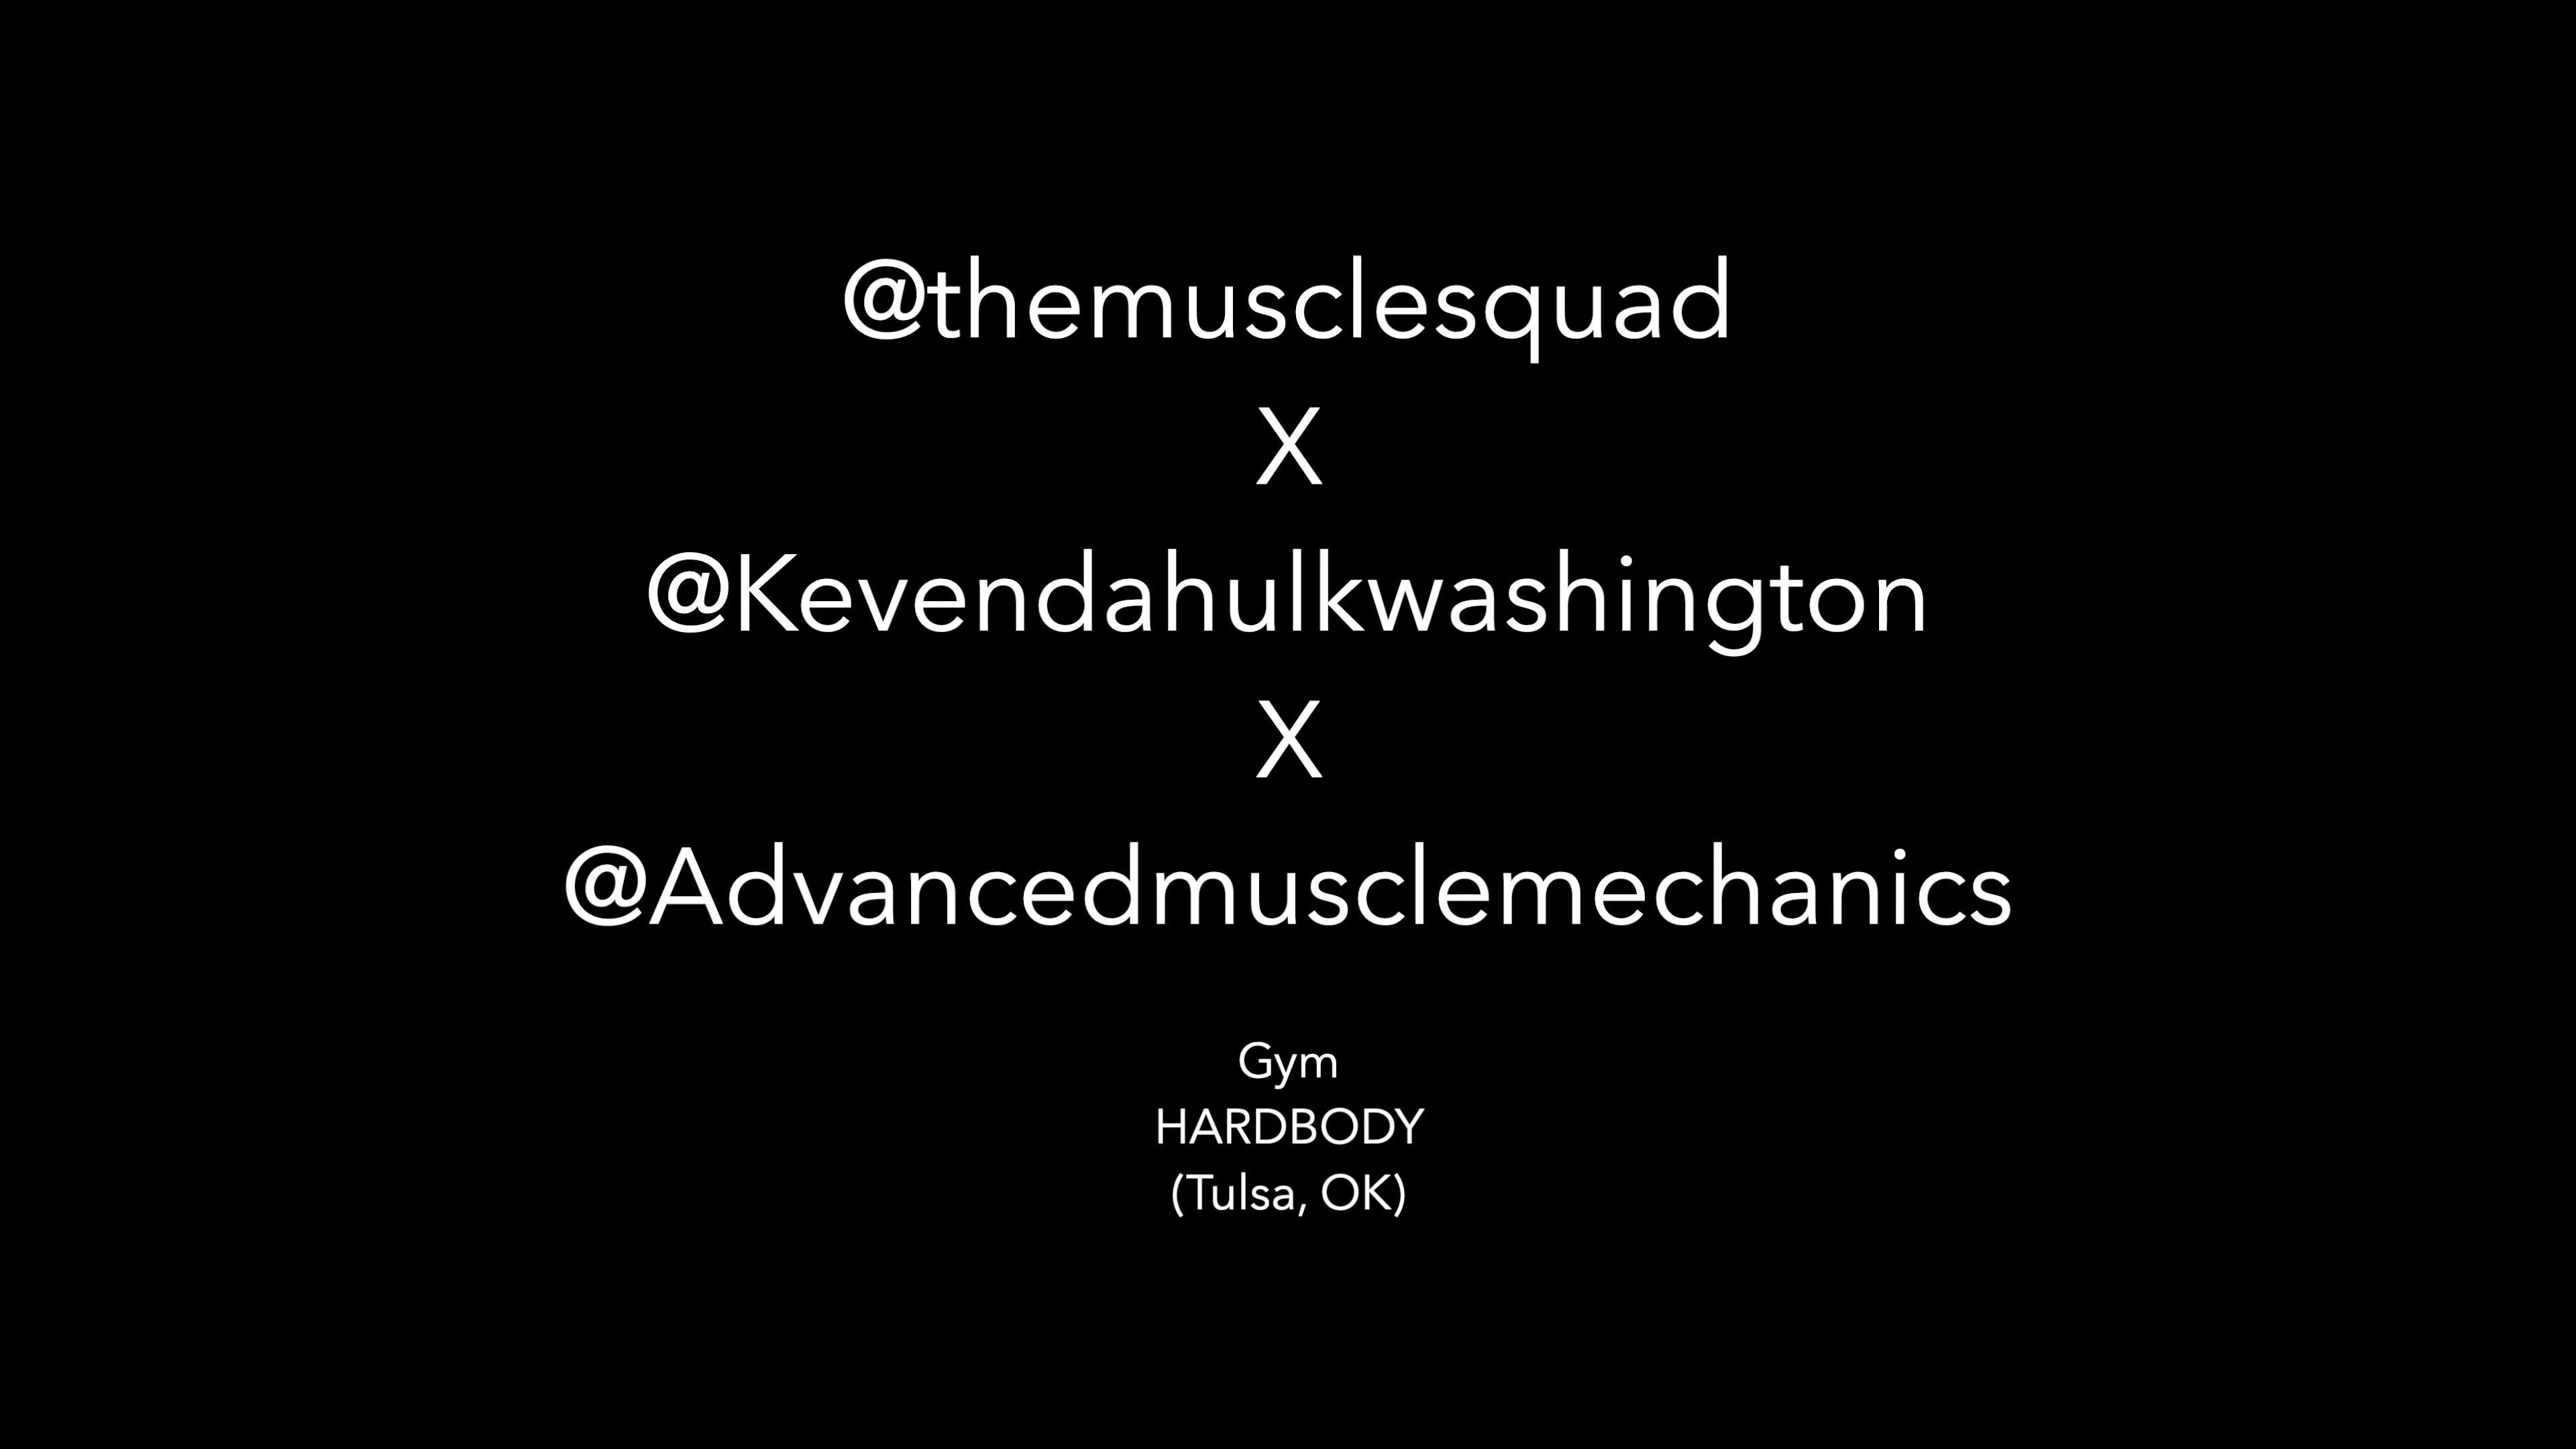 @themusclesquad
X
@Kevendahulkwashington
X
@Advancedmusclemechanics
Gym
HARDBODY
(Tulsa, OK)